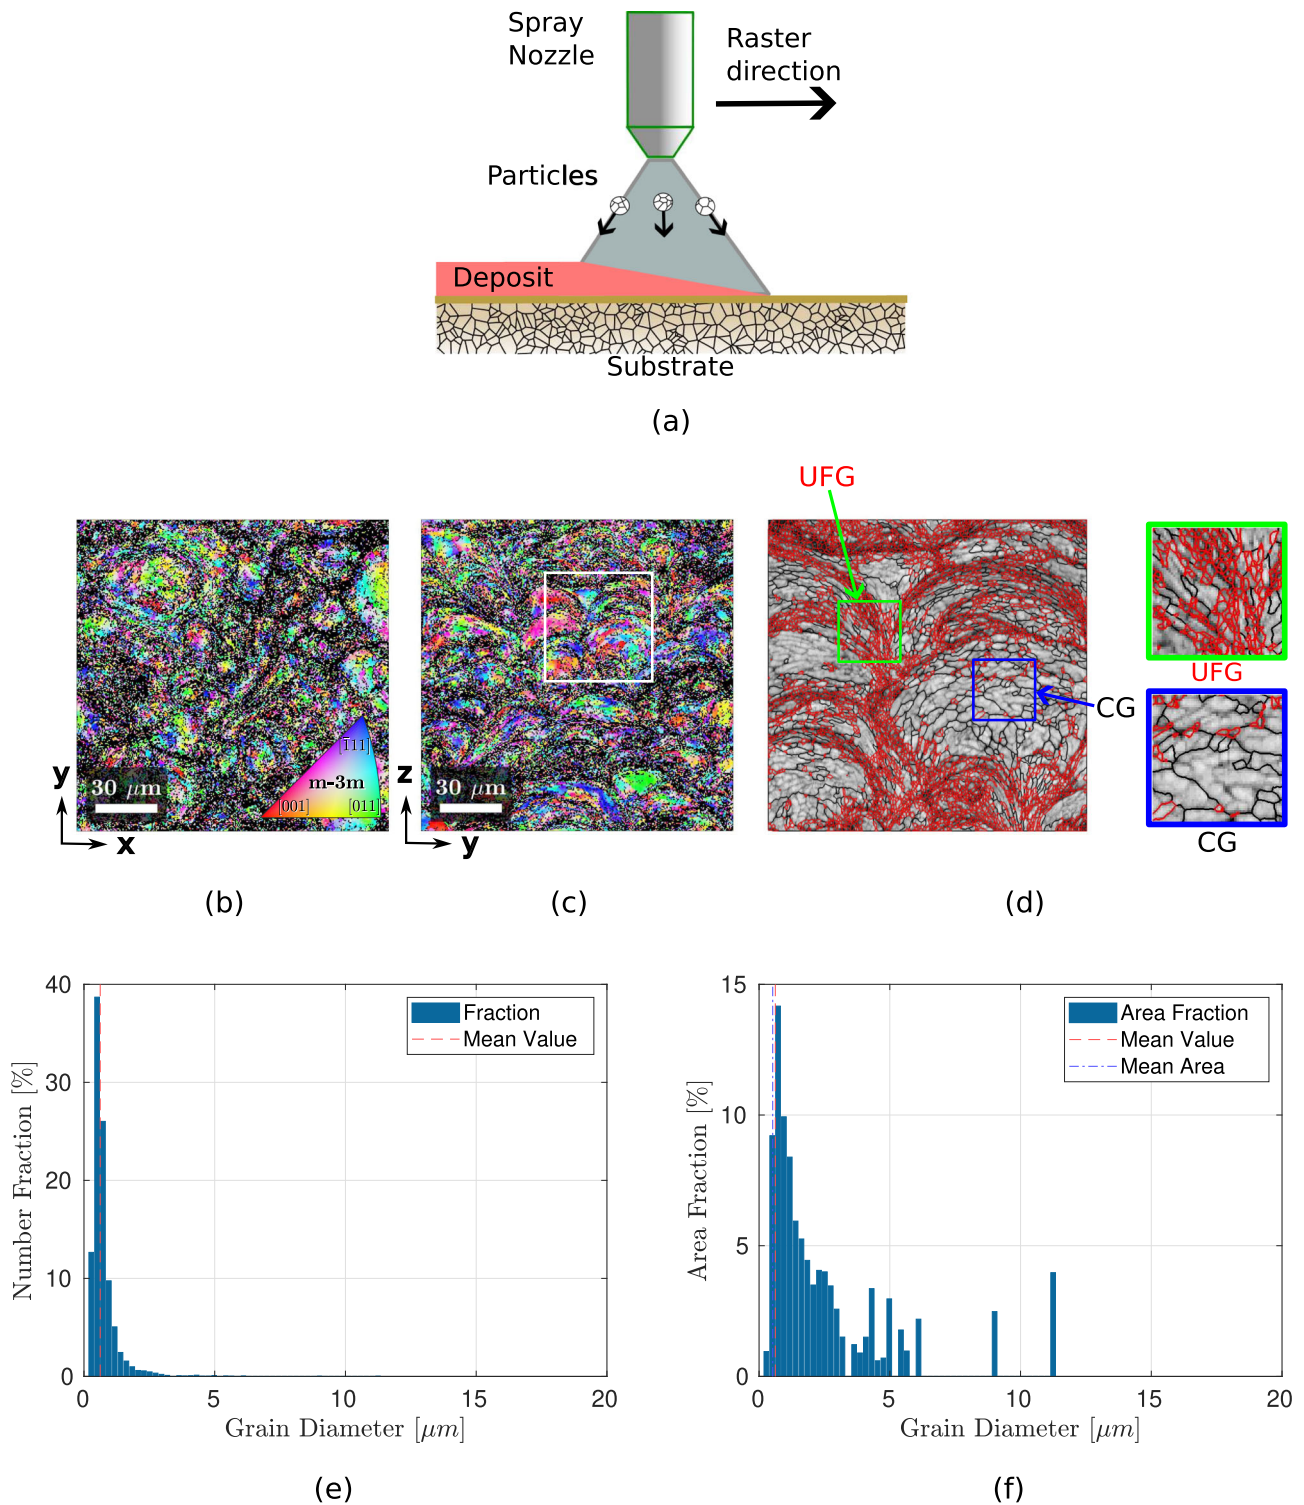 Spray
Nozzle
Raster
direction
Particles
Deposit
Substrate
(a)
UFG
CG
UFG
CG
y
x
30 μm
m-3m
[1̅11]
[001]
[011]
z
y
30 μm
(b)
(c)
(d)
Number Fraction [%]
40
30
20
10
0
0
5
10
15
20
Fraction
Mean Value
Grain Diameter [μm]
(e)
Area Fraction [%]
15
10
5
0
0
5
10
15
20
Area Fraction
Mean Value
Mean Area
Grain Diameter [μm]
(f)